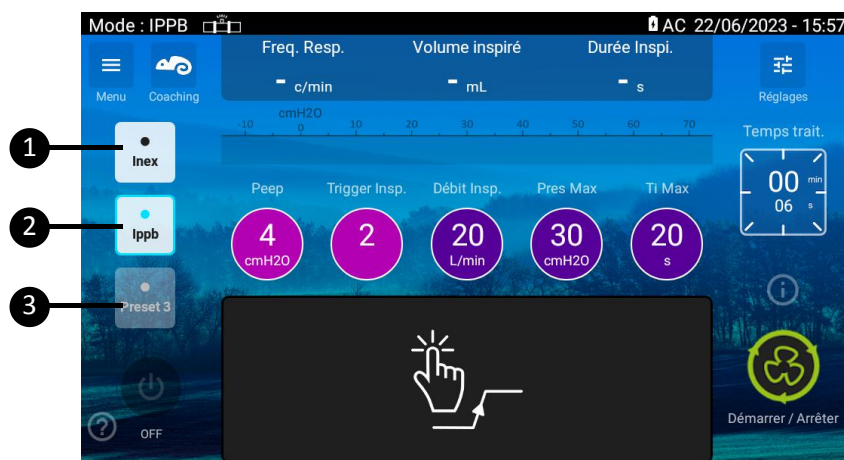 Mode : IPPB
AC 22/06/2023 - 15:57
Menu
Coaching
Freq. Resp.
- c/min
Volume inspiré
- mL
Durée Inspi.
- s
Réglages
cmH2O
-10 0 10 20 30 40 50 60 70
1
Inex
2
Ippb
3
Preset 3
Peep
4
cmH2O
Trigger Insp.
2
Débit Insp.
20
L/min
Pres Max
30
cmH2O
Ti Max
20
s
Temps trait.
00 min
06 s
OFF
?
i
Démarrer / Arrêter